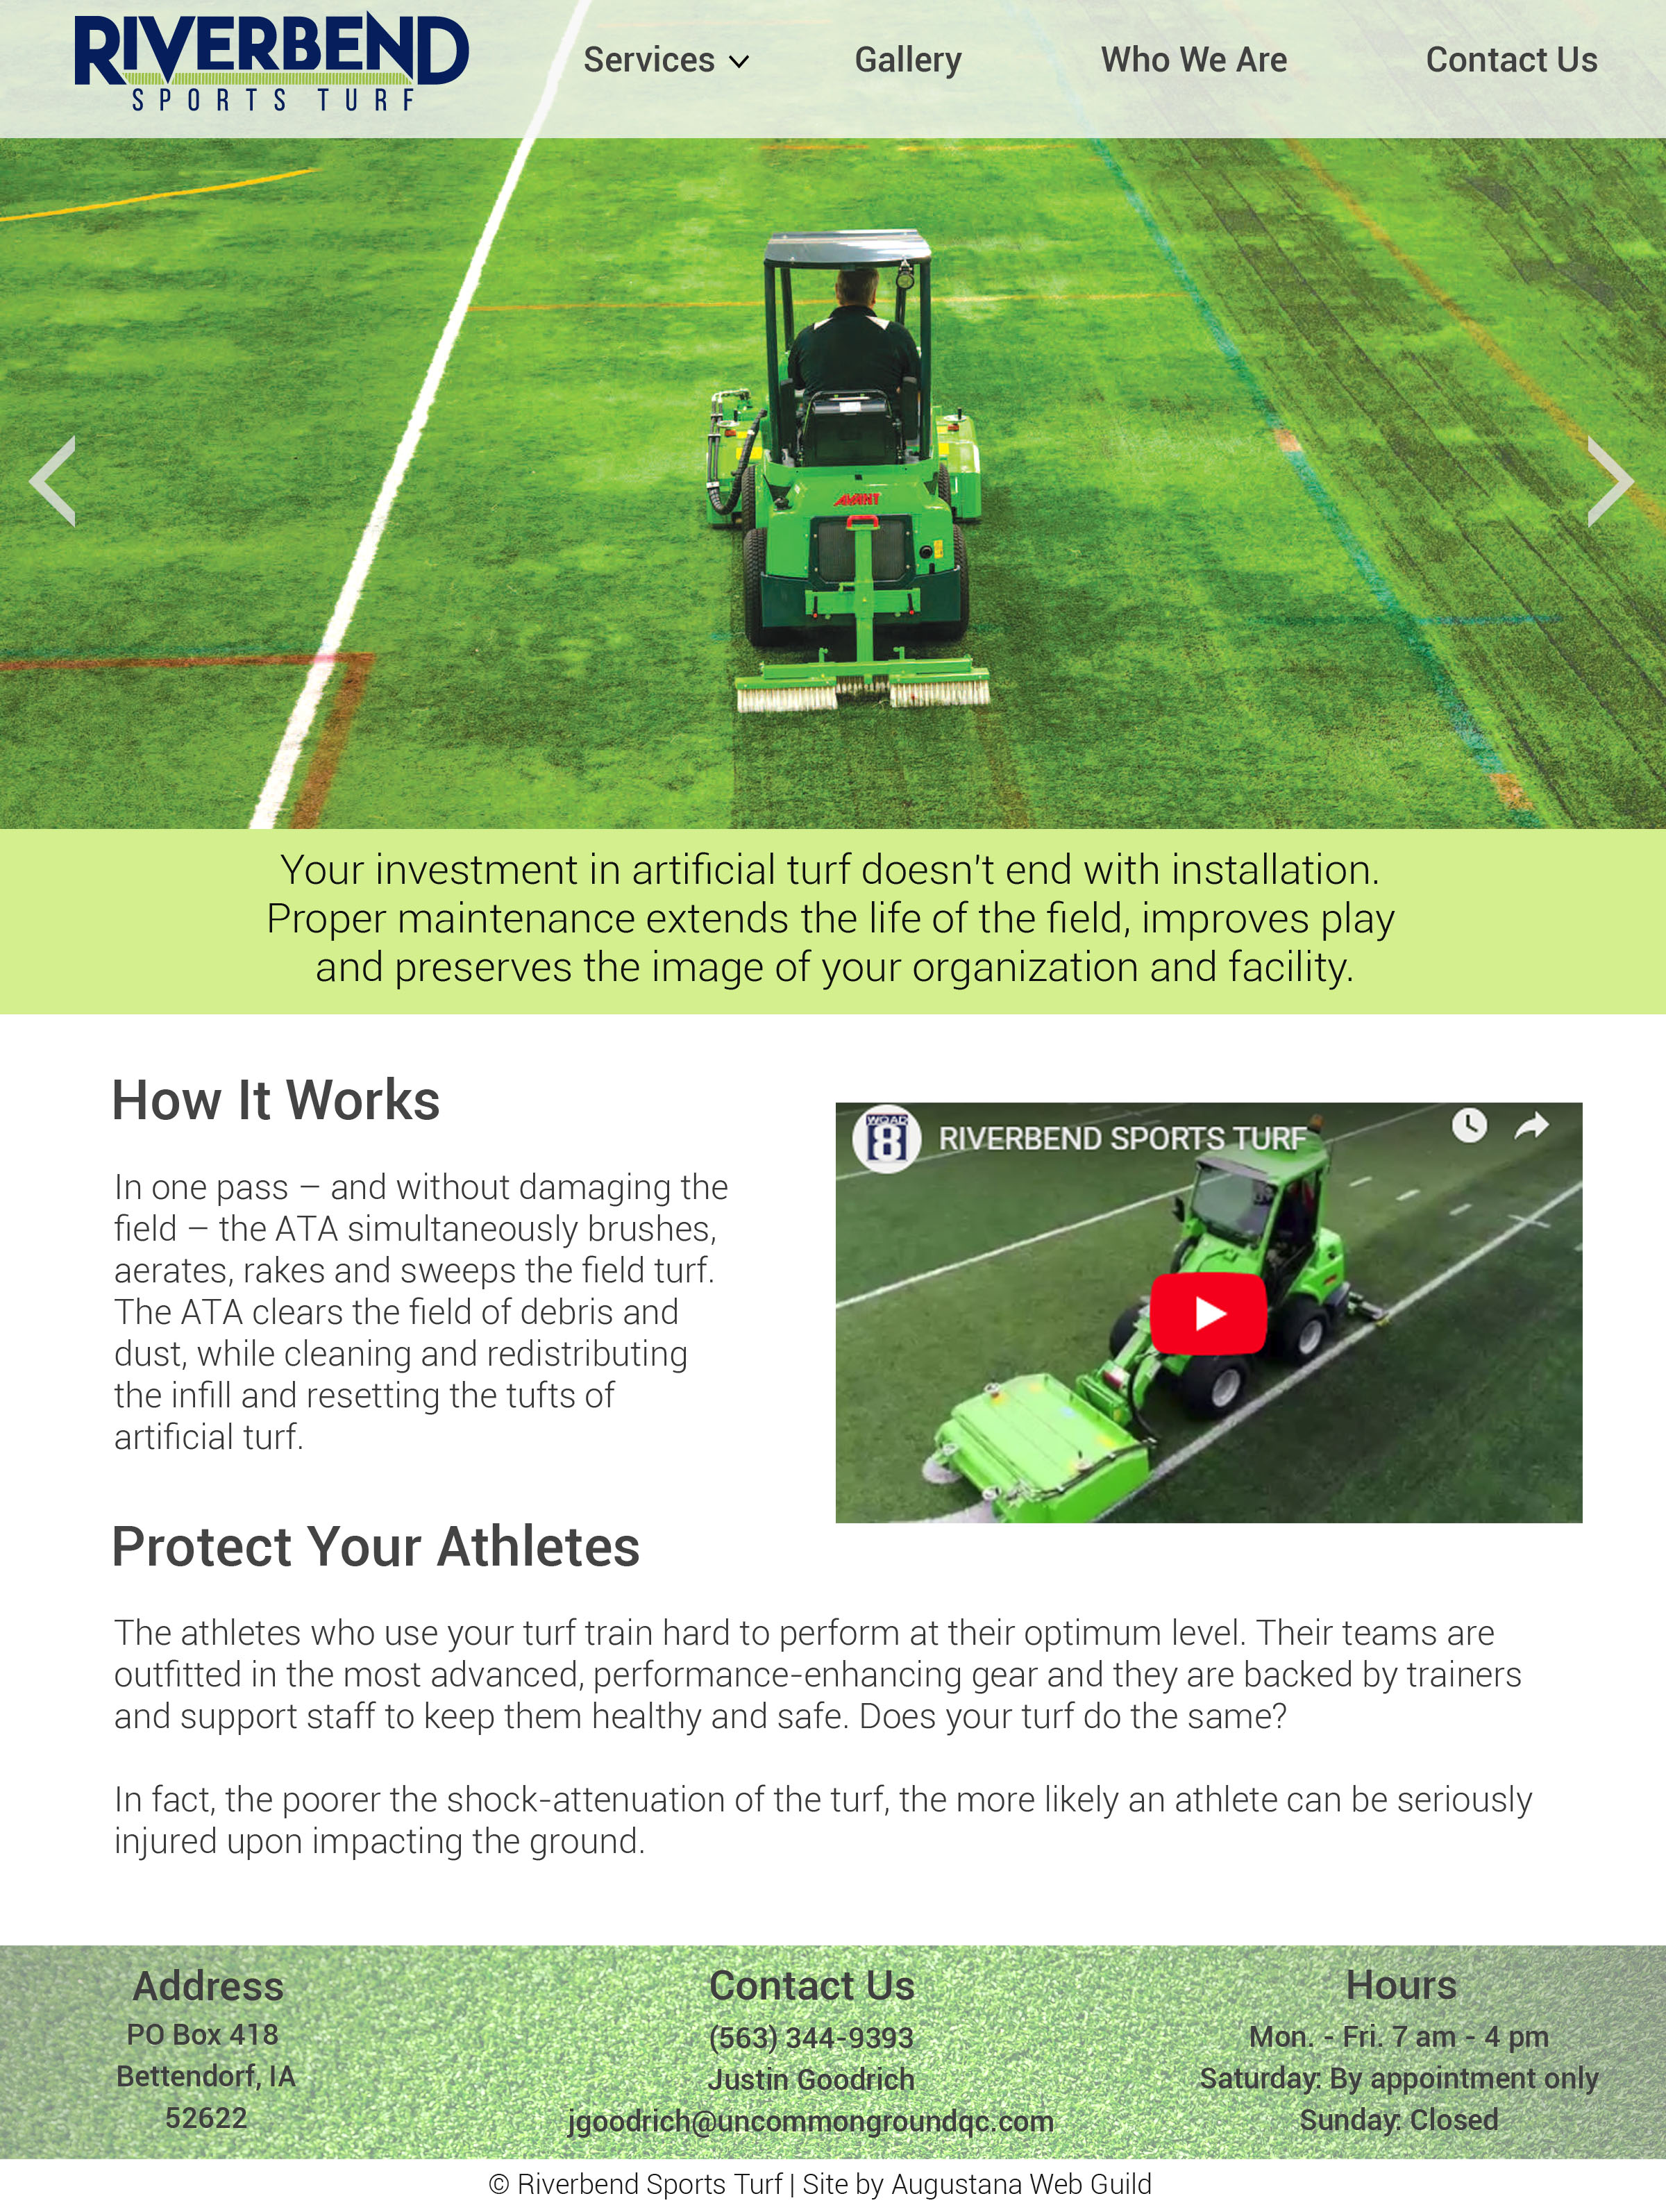 RIVERBEND
SPORTS TURF
Services
Gallery
Who We Are
Contact Us
AVANT
Your investment in artificial turf doesn't end with installation.
Proper maintenance extends the life of the field, improves play
and preserves the image of your organization and facility.
How It Works
In one pass – and without damaging the
field – the ATA simultaneously brushes,
aerates, rakes and sweeps the field turf.
The ATA clears the field of debris and
dust, while cleaning and redistributing
the infill and resetting the tufts of
artificial turf.
WQAD
8
RIVERBEND SPORTS TURF
Protect Your Athletes
The athletes who use your turf train hard to perform at their optimum level. Their teams are
outfitted in the most advanced, performance-enhancing gear and they are backed by trainers
and support staff to keep them healthy and safe. Does your turf do the same?
In fact, the poorer the shock-attenuation of the turf, the more likely an athlete can be seriously
injured upon impacting the ground.
Address
PO Box 418
Bettendorf, IA
52622
Contact Us
(563) 344-9393
Justin Goodrich
jgoodrich@uncommongroundqc.com
Hours
Mon. - Fri. 7 am - 4 pm
Saturday: By appointment only
Sunday: Closed
© Riverbend Sports Turf | Site by Augustana Web Guild